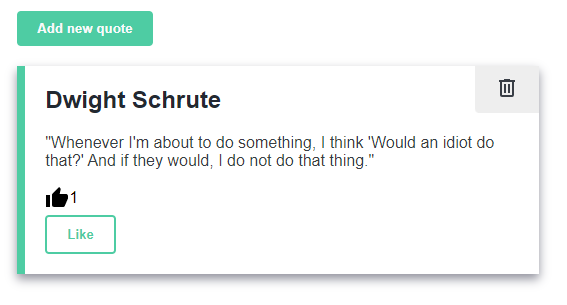 Add new quote
Dwight Schrute
"Whenever I'm about to do something, I think 'Would an idiot do
that?' And if they would, I do not do that thing."
1
Like